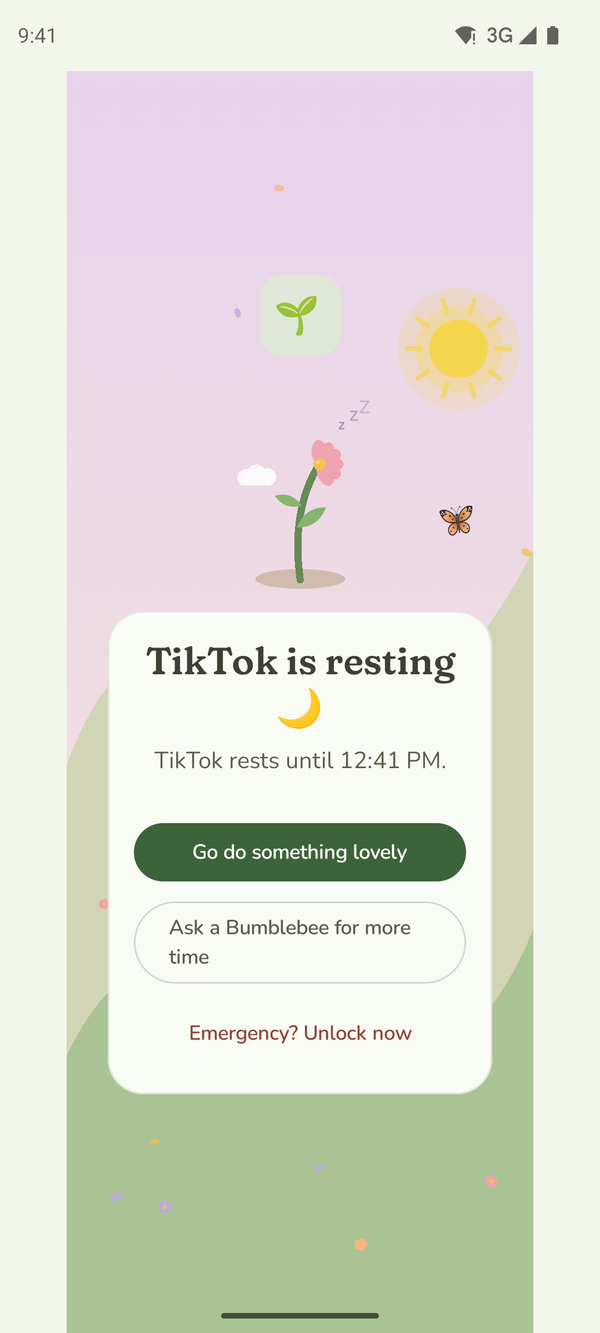 9:41
3G
z z Z
TikTok is resting
🌙
TikTok rests until 12:41 PM.
Go do something lovely
Ask a Bumblebee for more
time
Emergency? Unlock now